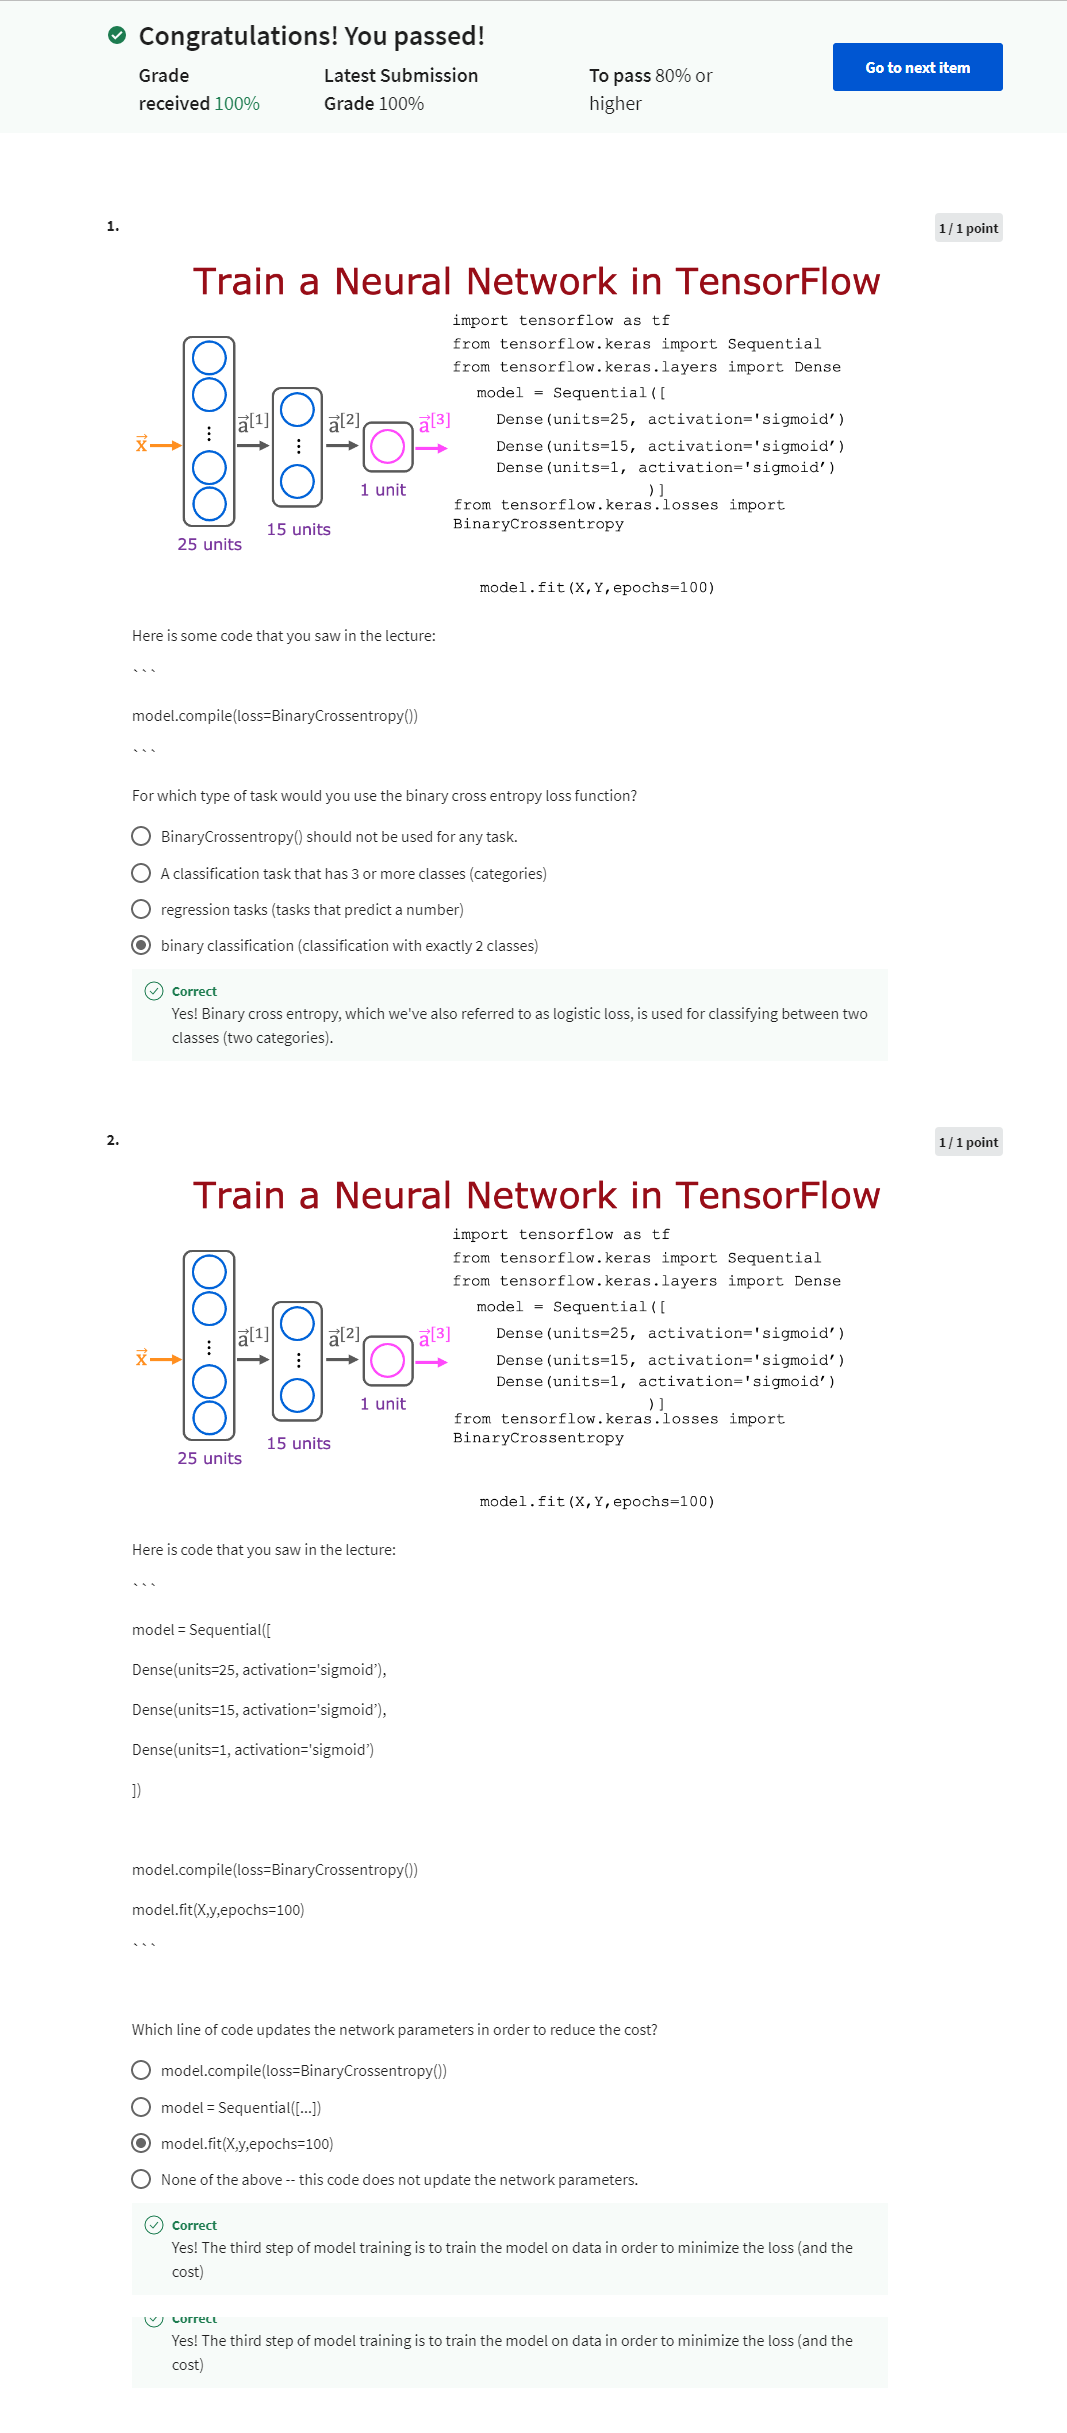 Congratulations! You passed!
Grade received 100%
Latest Submission Grade 100%
To pass 80% or higher
Go to next item
1.
1 / 1 point
Train a Neural Network in TensorFlow
import tensorflow as tf
from tensorflow.keras import Sequential
from tensorflow.keras.layers import Dense
model = Sequential([
Dense(units=25, activation='sigmoid’)
Dense(units=15, activation='sigmoid’)
Dense(units=1, activation='sigmoid’)
)]
from tensorflow.keras.losses import
BinaryCrossentropy
model.fit(X,Y,epochs=100)
x⃗
a⃗[1]
a⃗[2]
a⃗[3]
25 units
15 units
1 unit
Here is some code that you saw in the lecture:
```
model.compile(loss=BinaryCrossentropy())
```
For which type of task would you use the binary cross entropy loss function?
BinaryCrossentropy() should not be used for any task.
A classification task that has 3 or more classes (categories)
regression tasks (tasks that predict a number)
binary classification (classification with exactly 2 classes)
Correct
Yes! Binary cross entropy, which we've also referred to as logistic loss, is used for classifying between two
classes (two categories).
2.
1 / 1 point
Train a Neural Network in TensorFlow
import tensorflow as tf
from tensorflow.keras import Sequential
from tensorflow.keras.layers import Dense
model = Sequential([
Dense(units=25, activation='sigmoid’)
Dense(units=15, activation='sigmoid’)
Dense(units=1, activation='sigmoid’)
)]
from tensorflow.keras.losses import
BinaryCrossentropy
model.fit(X,Y,epochs=100)
x⃗
a⃗[1]
a⃗[2]
a⃗[3]
25 units
15 units
1 unit
Here is code that you saw in the lecture:
```
model = Sequential([
Dense(units=25, activation='sigmoid’),
Dense(units=15, activation='sigmoid’),
Dense(units=1, activation='sigmoid’)
])
model.compile(loss=BinaryCrossentropy())
model.fit(X,y,epochs=100)
```
Which line of code updates the network parameters in order to reduce the cost?
model.compile(loss=BinaryCrossentropy())
model = Sequential([...])
model.fit(X,y,epochs=100)
None of the above -- this code does not update the network parameters.
Correct
Yes! The third step of model training is to train the model on data in order to minimize the loss (and the
cost)
Correct
Yes! The third step of model training is to train the model on data in order to minimize the loss (and the
cost)